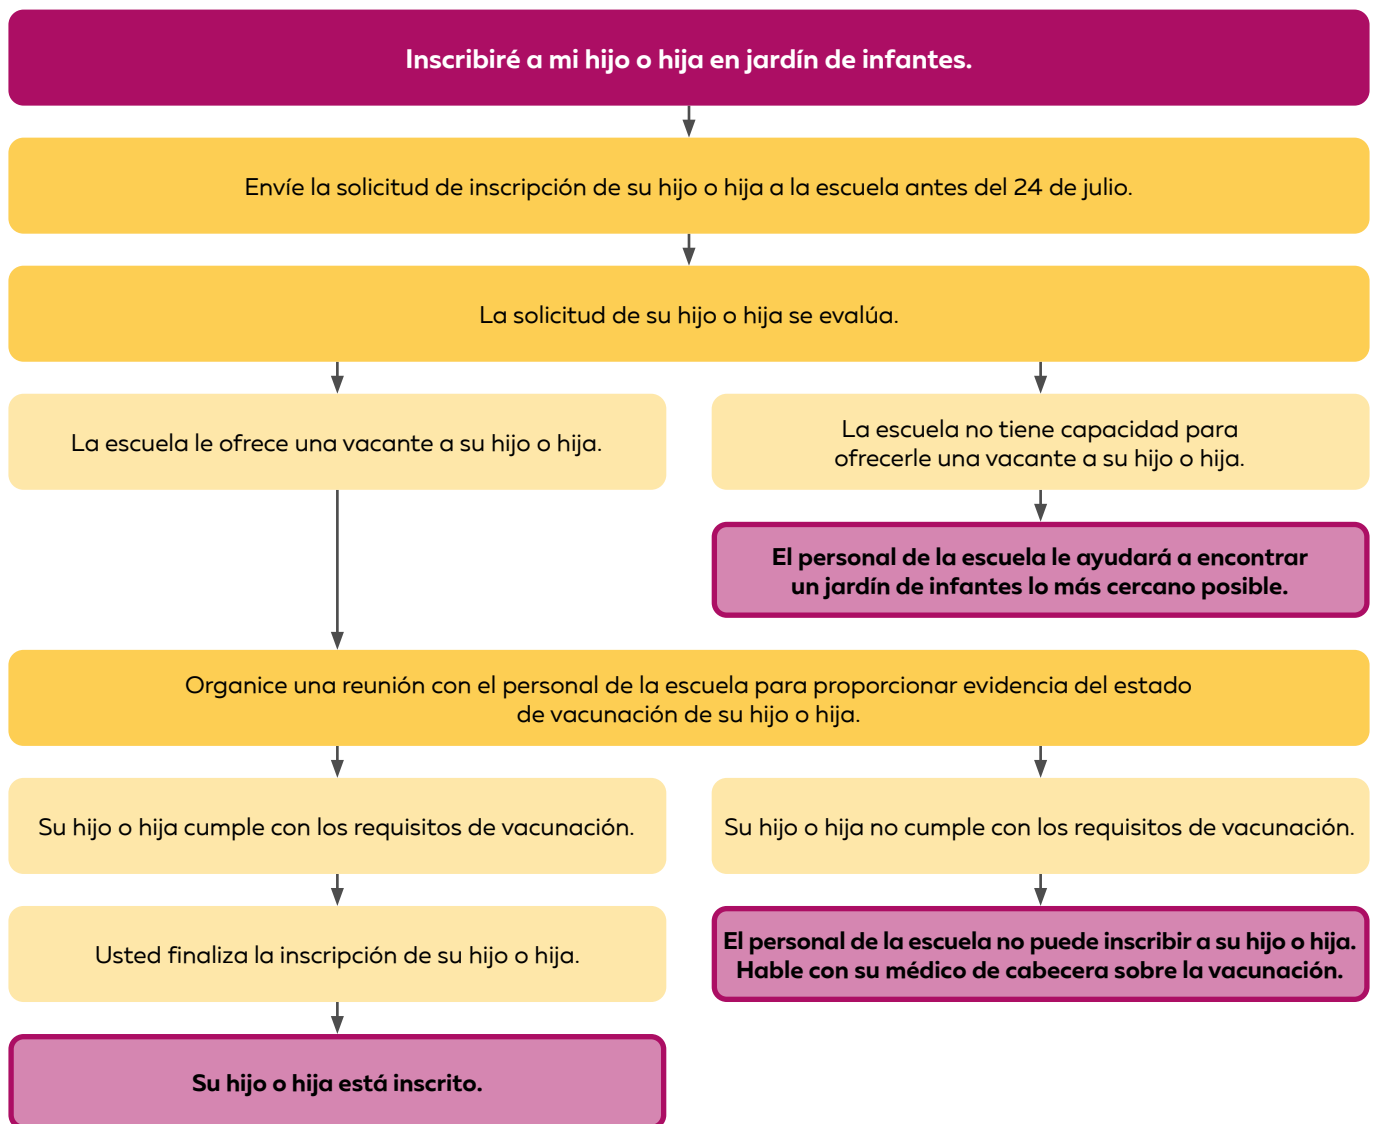 Inscribiré a mi hijo o hija en jardín de infantes.
Envíe la solicitud de inscripción de su hijo o hija a la escuela antes del 24 de julio.
La solicitud de su hijo o hija se evalúa.
La escuela le ofrece una vacante a su hijo o hija.
La escuela no tiene capacidad para
ofrecerle una vacante a su hijo o hija.
El personal de la escuela le ayudará a encontrar
un jardín de infantes lo más cercano posible.
Organice una reunión con el personal de la escuela para proporcionar evidencia del estado
de vacunación de su hijo o hija.
Su hijo o hija cumple con los requisitos de vacunación.
Su hijo o hija no cumple con los requisitos de vacunación.
Usted finaliza la inscripción de su hijo o hija.
El personal de la escuela no puede inscribir a su hijo o hija.
Hable con su médico de cabecera sobre la vacunación.
Su hijo o hija está inscrito.